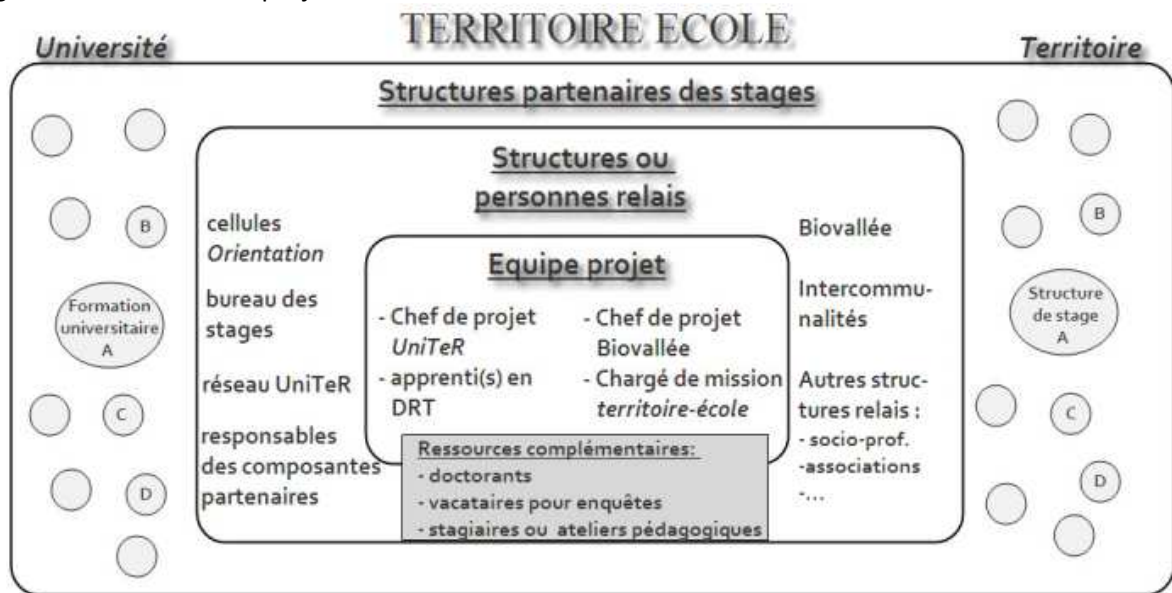 TERRITOIRE ECOLE
Université
Territoire
Structures partenaires des stages
Structures ou
personnes relais
cellules
Orientation
bureau des
stages
réseau UniTeR
responsables
des composantes
partenaires
Equipe projet
- Chef de projet
UniTeR
- apprenti(s) en
DRT
- Chef de projet
Biovallée
- Chargé de mission
territoire-école
Ressources complémentaires:
- doctorants
- vacataires pour enquêtes
- stagiaires ou ateliers pédagogiques
Biovallée
Intercommu-
nalités
Autres struc-
tures relais :
- socio-prof.
-associations
-...
B
Formation
universitaire
A
C
D
B
Structure
de stage
A
C
D